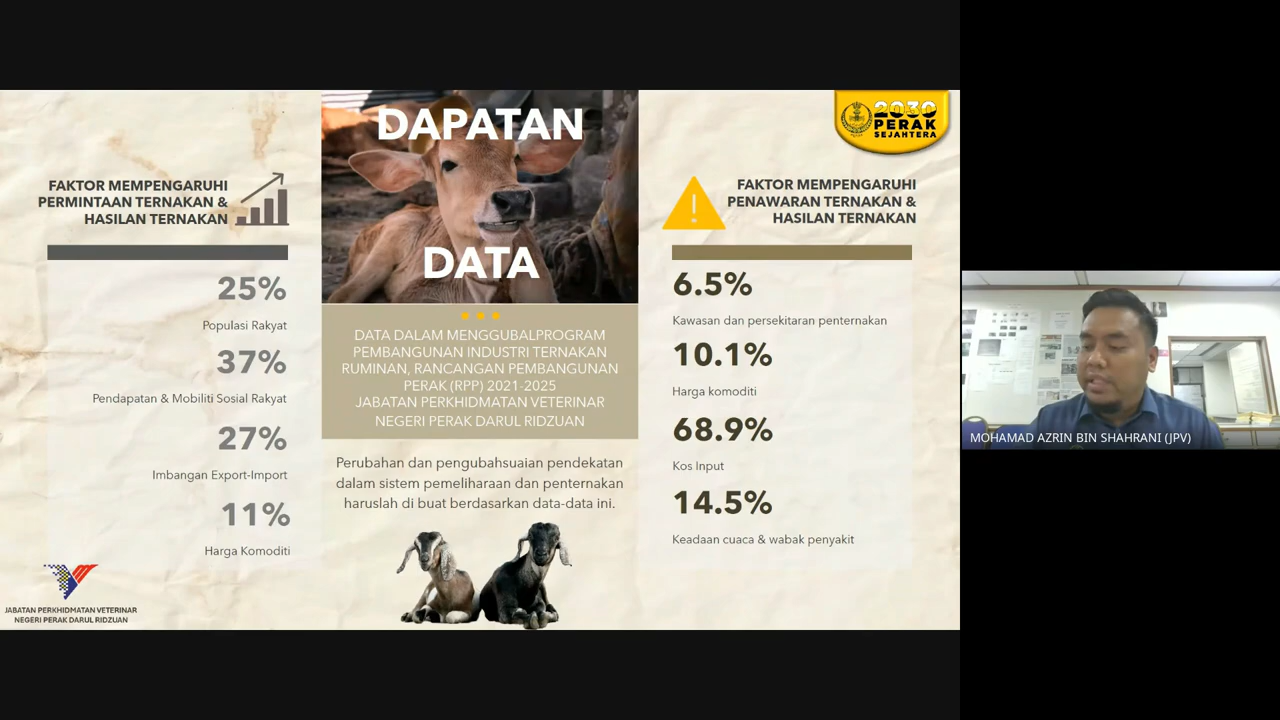 DAPATAN
DATA
2030
PERAK
SEJAHTERA
FAKTOR MEMPENGARUHI
PERMINTAAN TERNAKAN &
HASILAN TERNAKAN
25%
Populasi Rakyat
37%
Pendapatan & Mobiliti Sosial Rakyat
27%
Imbangan Export-Import
11%
Harga Komoditi
JABATAN PERKHIDMATAN VETERINAR
NEGERI PERAK DARUL RIDZUAN
DATA DALAM MENGGUBALPROGRAM
PEMBANGUNAN INDUSTRI TERNAKAN
RUMINAN, RANCANGAN PEMBANGUNAN
PERAK (RPP) 2021-2025
JABATAN PERKHIDMATAN VETERINAR
NEGERI PERAK DARUL RIDZUAN
Perubahan dan pengubahsuaian pendekatan
dalam sistem pemeliharaan dan penternakan
haruslah di buat berdasarkan data-data ini.
FAKTOR MEMPENGARUHI
PENAWARAN TERNAKAN &
HASILAN TERNAKAN
6.5%
Kawasan dan persekitaran penternakan
10.1%
Harga komoditi
68.9%
Kos Input
14.5%
Keadaan cuaca & wabak penyakit
MOHAMAD AZRIN BIN SHAHRANI (JPV)